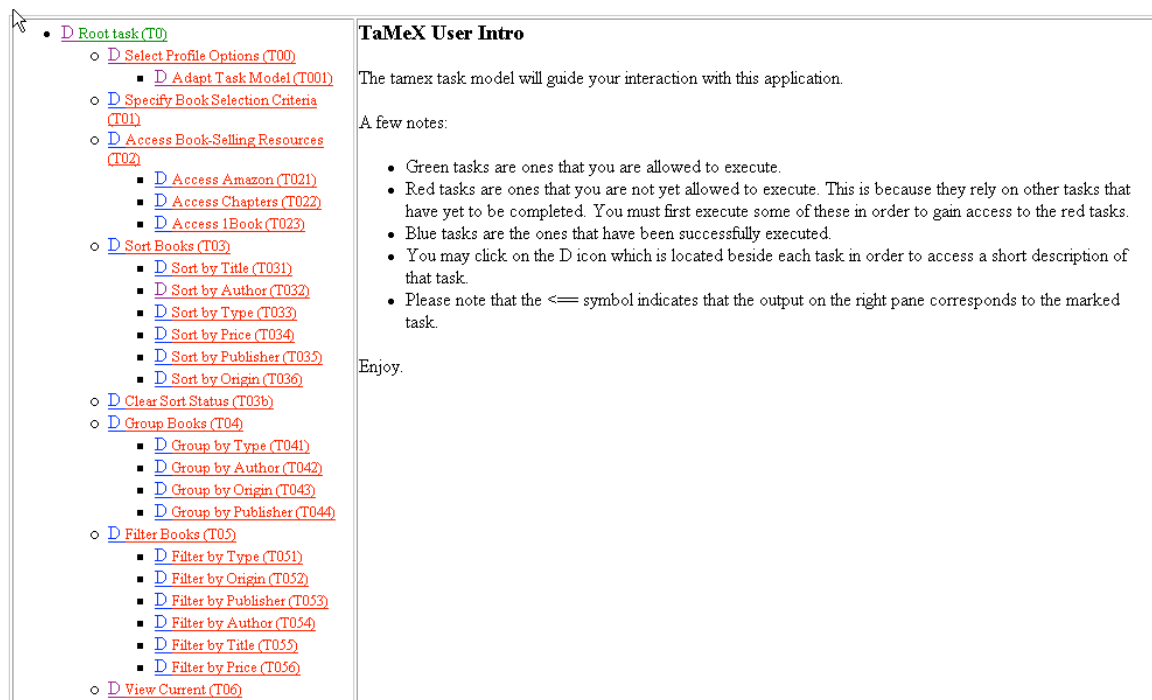 D Root task (T0)
D Select Profile Options (T00)
D Adapt Task Model (T001)
D Specify Book Selection Criteria
(T01)
D Access Book-Selling Resources
(T02)
D Access Amazon (T021)
D Access Chapters (T022)
D Access 1Book (T023)
D Sort Books (T03)
D Sort by Title (T031)
D Sort by Author (T032)
D Sort by Type (T033)
D Sort by Price (T034)
D Sort by Publisher (T035)
D Sort by Origin (T036)
D Clear Sort Status (T03b)
D Group Books (T04)
D Group by Type (T041)
D Group by Author (T042)
D Group by Origin (T043)
D Group by Publisher (T044)
D Filter Books (T05)
D Filter by Type (T051)
D Filter by Origin (T052)
D Filter by Publisher (T053)
D Filter by Author (T054)
D Filter by Title (T055)
D Filter by Price (T056)
D View Current (T06)
TaMeX User Intro
The tamex task model will guide your interaction with this application.
A few notes:
Green tasks are ones that you are allowed to execute.
Red tasks are ones that you are not yet allowed to execute. This is because they rely on other tasks that
have yet to be completed. You must first execute some of these in order to gain access to the red tasks.
Blue tasks are the ones that have been successfully executed.
You may click on the D icon which is located beside each task in order to access a short description of
that task.
Please note that the <== symbol indicates that the output on the right pane corresponds to the marked
task.
Enjoy.